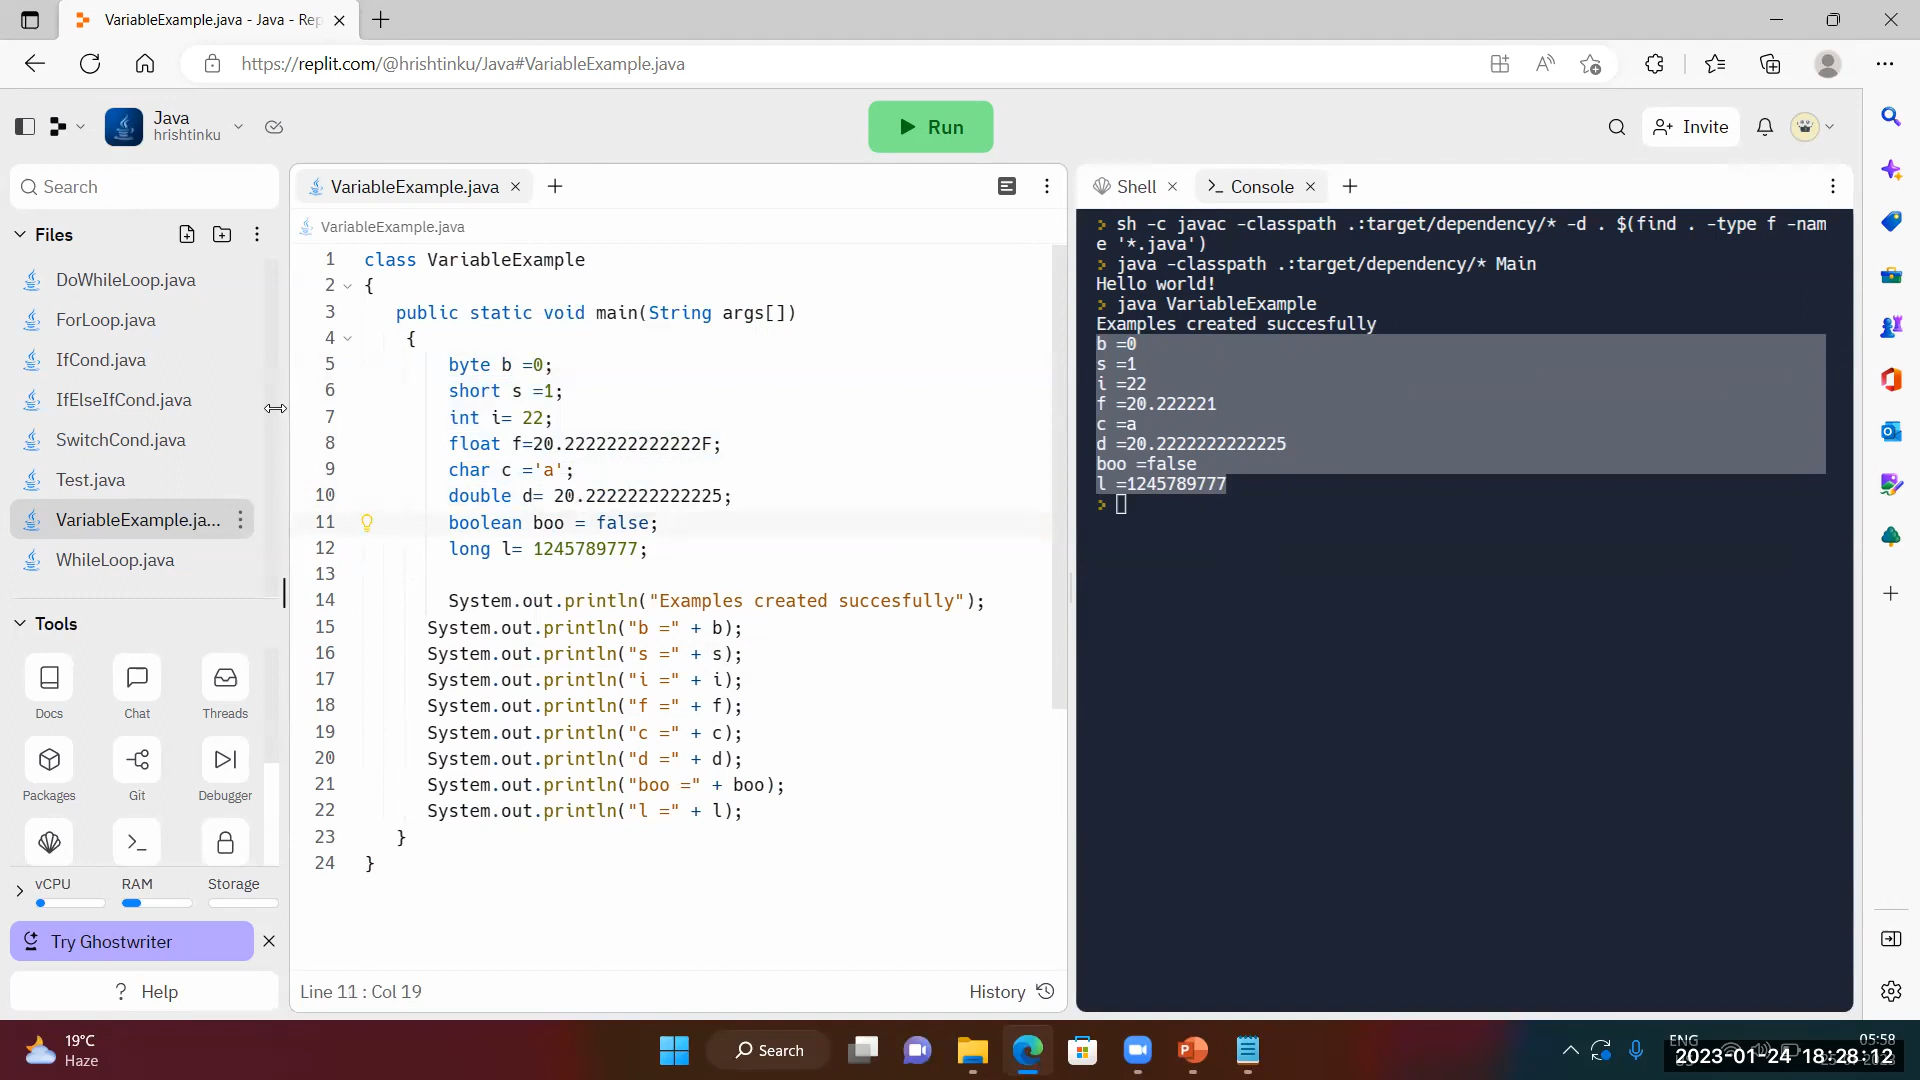 VariableExample.java - Java - Rep
https://replit.com/@hrishtinku/Java#VariableExample.java
Java
hrishtinku
Run
Invite
Search
Files
DoWhileLoop.java
ForLoop.java
IfCond.java
IfElseIfCond.java
SwitchCond.java
Test.java
VariableExample.ja...
WhileLoop.java
Tools
Docs
Chat
Threads
Packages
Git
Debugger
vCPU
RAM
Storage
Try Ghostwriter
? Help
VariableExample.java
VariableExample.java
1 class VariableExample
2 {
3 public static void main(String args[])
4 {
5 byte b =0;
6 short s =1;
7 int i= 22;
8 float f=20.2222222222222F;
9 char c ='a';
10 double d= 20.2222222222225;
11 boolean boo = false;
12 long l= 1245789777;
13
14 System.out.println("Examples created succesfully");
15 System.out.println("b =" + b);
16 System.out.println("s =" + s);
17 System.out.println("i =" + i);
18 System.out.println("f =" + f);
19 System.out.println("c =" + c);
20 System.out.println("d =" + d);
21 System.out.println("boo =" + boo);
22 System.out.println("l =" + l);
23 }
24 }
Line 11 : Col 19
History
Shell
Console
sh -c javac -classpath .:target/dependency/* -d . $(find . -type f -nam
e '*.java')
java -classpath .:target/dependency/* Main
Hello world!
java VariableExample
Examples created succesfully
b =0
s =1
i =22
f =20.222221
c =a
d =20.2222222222225
boo =false
l =1245789777
19°C
Haze
Search
ENG
05:58
2023-01-24 18:28:12